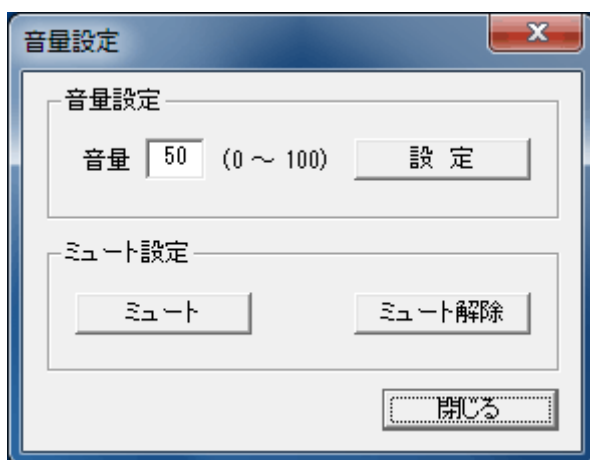 音量設定
音量設定
音量 50 (0 ～ 100) 設 定
ミュート設定
ミュート ミュート解除
閉じる